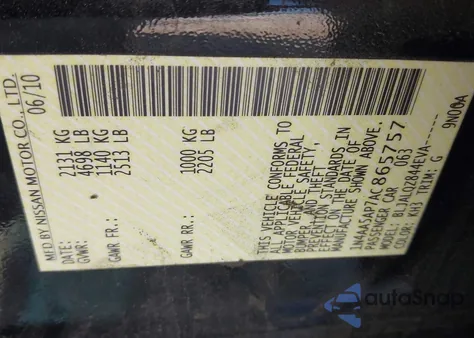 MFD BY NISSAN MOTOR CO., LTD.
06/10
GVWR: 2131 KG
4698 LB
GAWR FR.: 1140 KG
2513 LB
GAWR RR.: 1000 KG
2205 LB
THIS VEHICLE CONFORMS TO
ALL APPLICABLE FEDERAL
MOTOR VEHICLE SAFETY,
BUMPER, AND THEFT
PREVENTION STANDARDS IN
EFFECT ON THE DATE OF
MANUFACTURE SHOWN ABOVE.
1N4AA5AP7AC865757
PASSENGER CAR 063
MODEL: BLJALQZ844EVA-----
COLOR: KH3 TRIM: G
9N00A
autoSnap